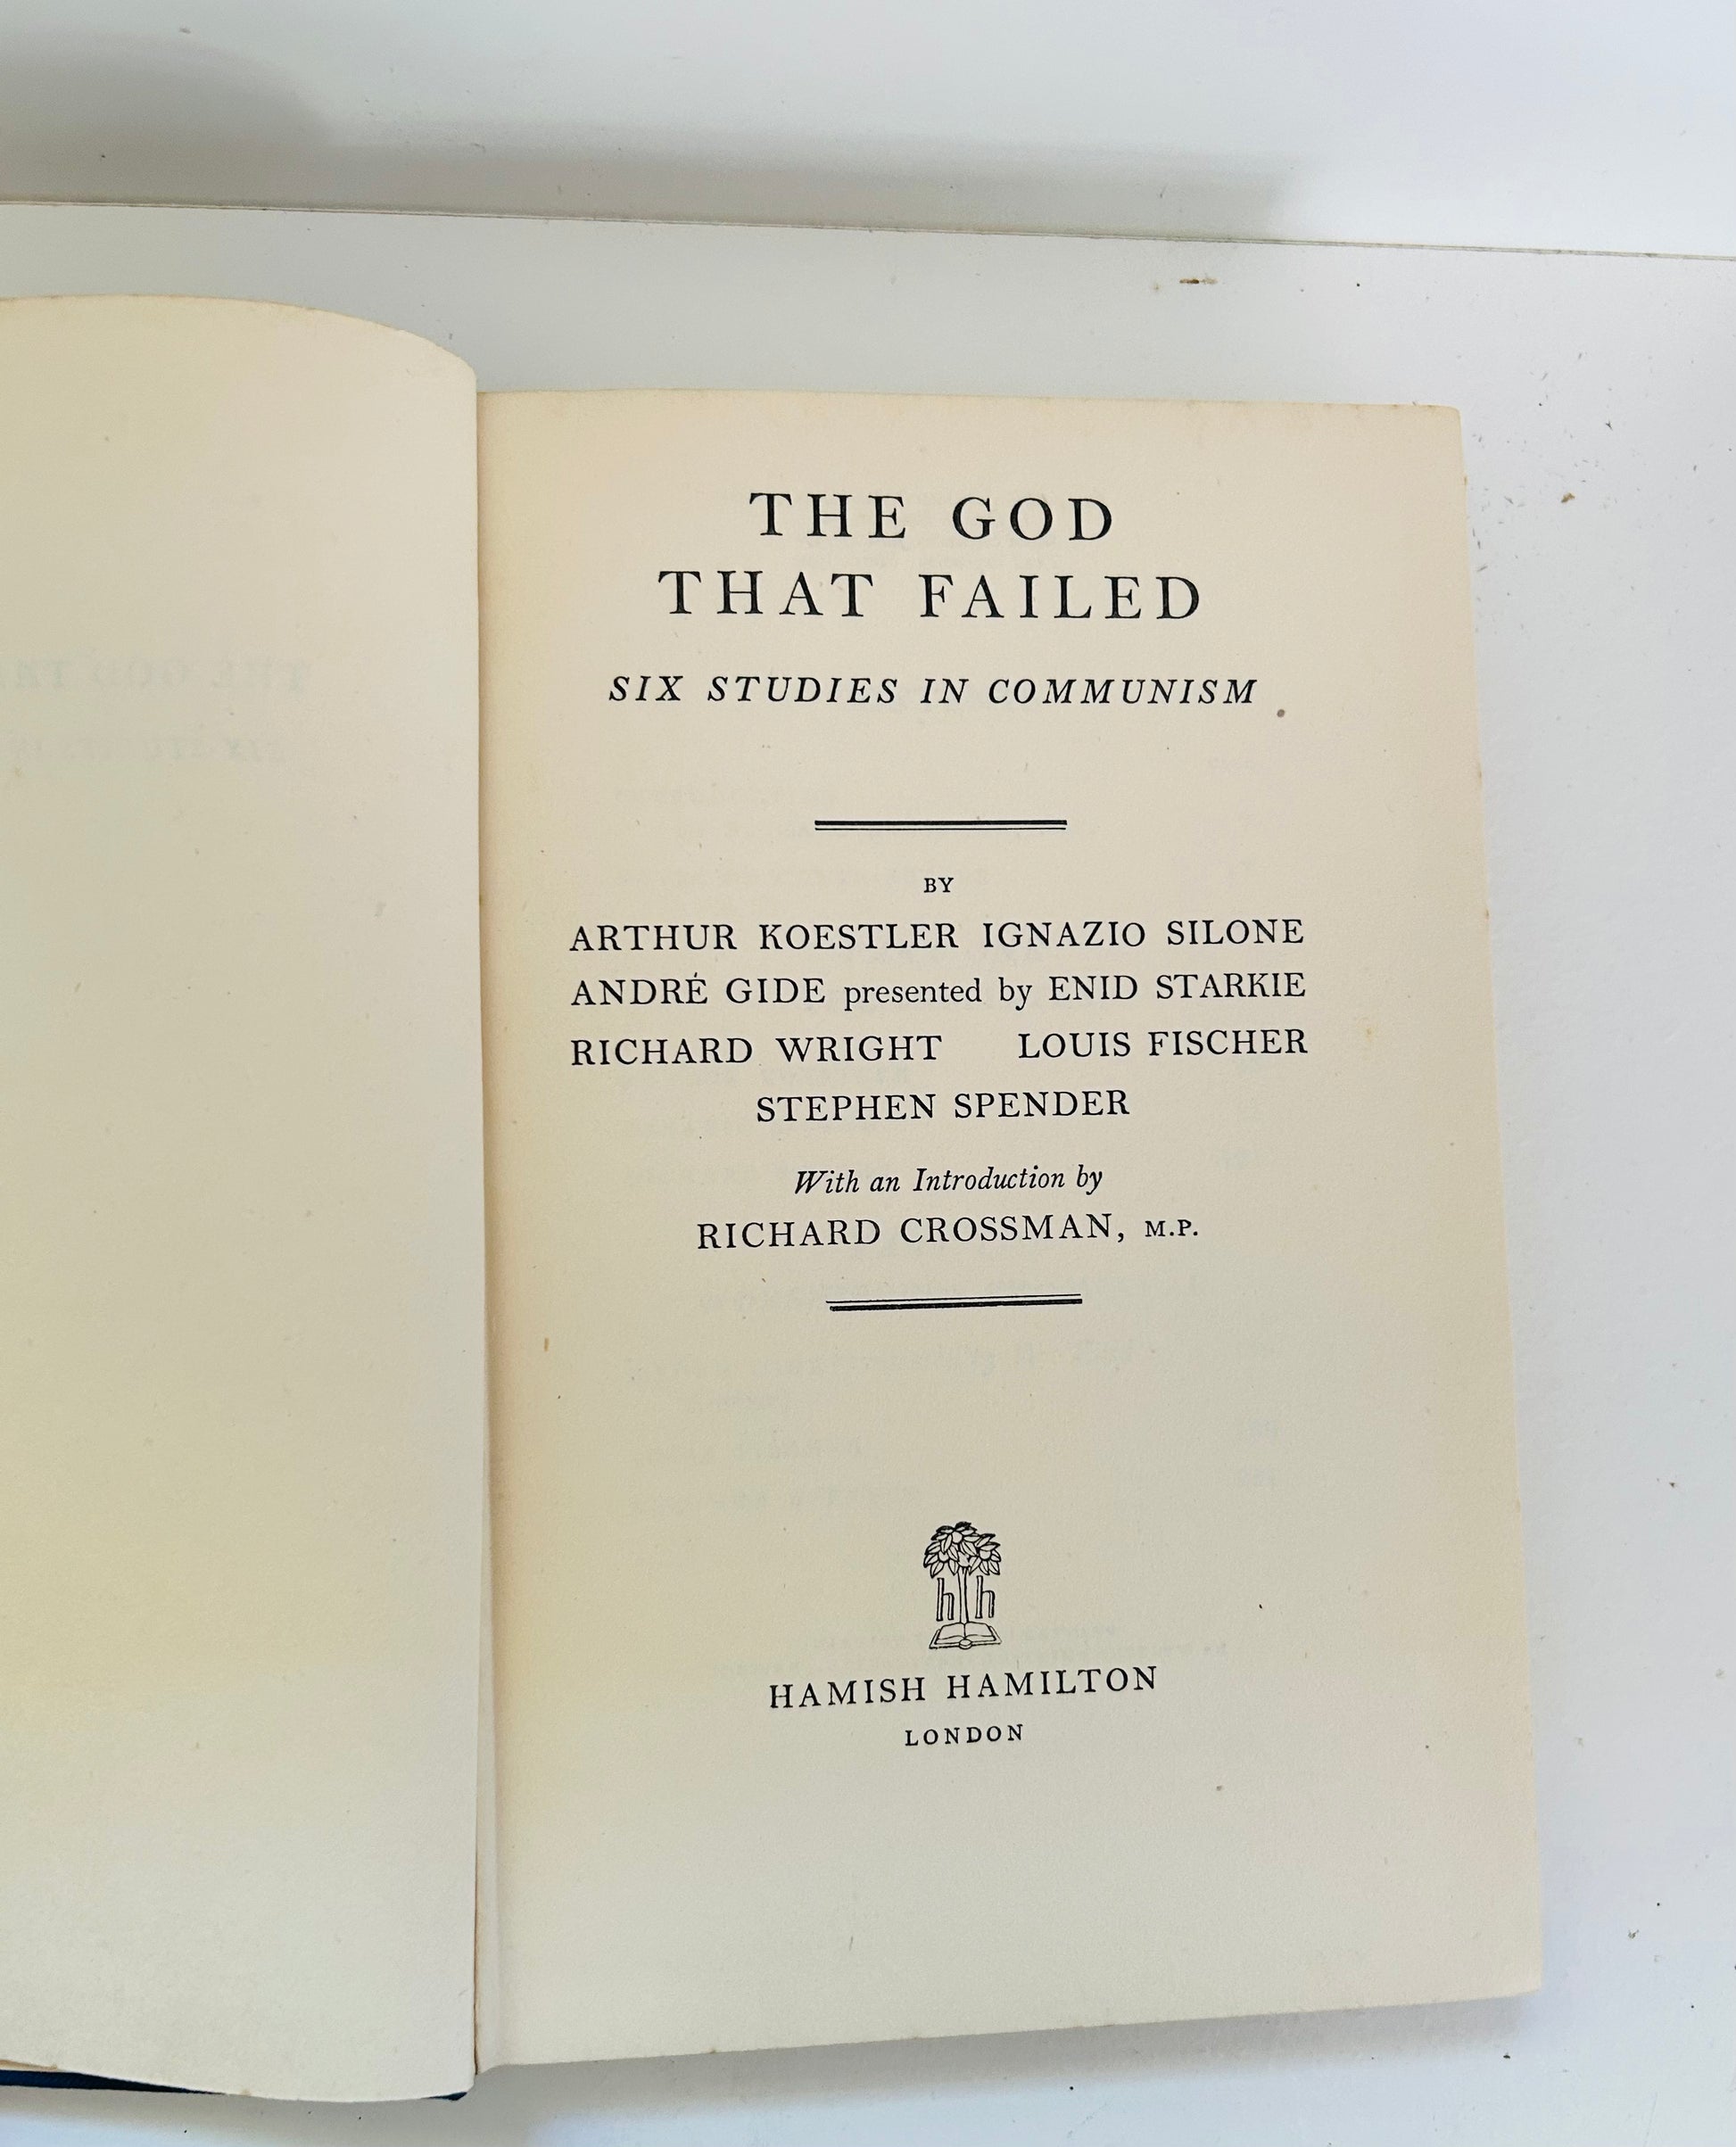 THE GOD
THAT FAILED
SIX STUDIES IN COMMUNISM
BY
ARTHUR KOESTLER IGNAZIO SILONE
ANDRÉ GIDE presented by ENID STARKIE
RICHARD WRIGHT LOUIS FISCHER
STEPHEN SPENDER
With an Introduction by
RICHARD CROSSMAN, M.P.
h h
HAMISH HAMILTON
LONDON